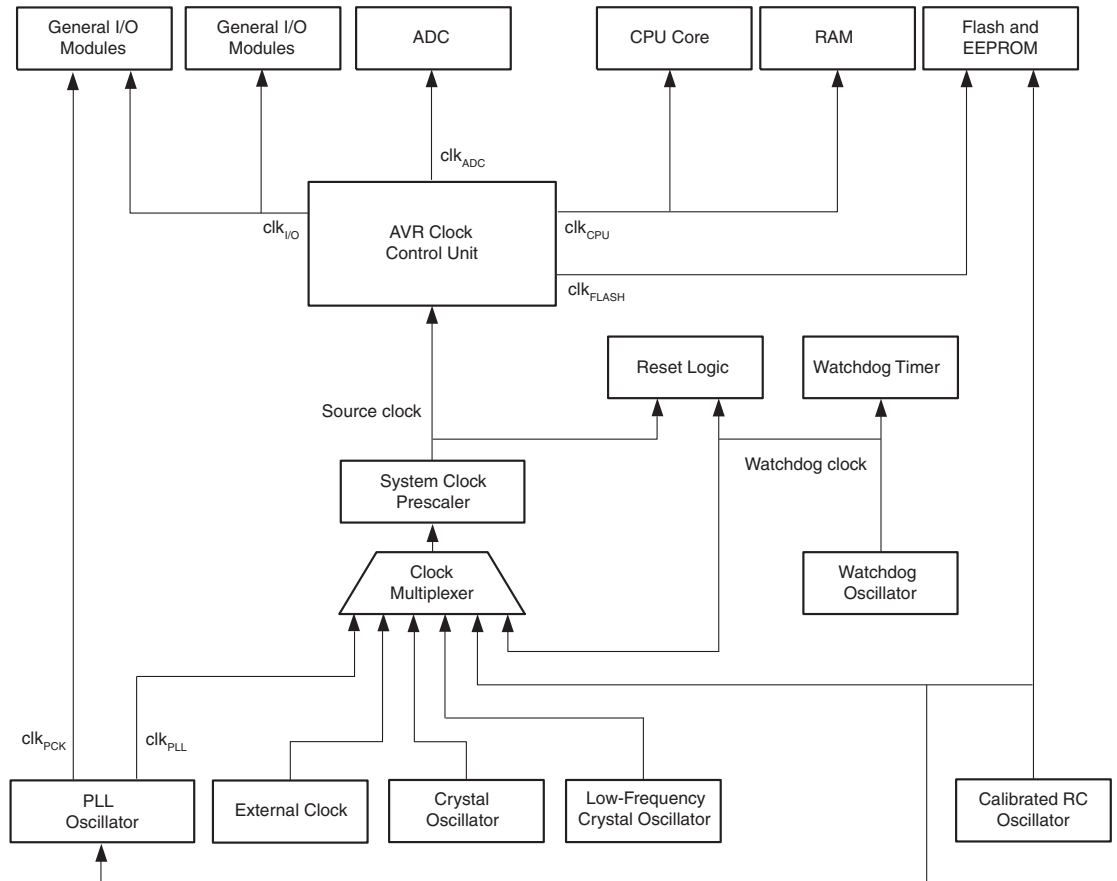 General I/O
Modules
General I/O
Modules
ADC
CPU Core
RAM
Flash and
EEPROM
clkADC
clkI/O
AVR Clock
Control Unit
clkCPU
clkFLASH
Reset Logic
Watchdog Timer
Source clock
Watchdog clock
System Clock
Prescaler
Clock
Multiplexer
Watchdog
Oscillator
clkPCK
clkPLL
PLL
Oscillator
External Clock
Crystal
Oscillator
Low-Frequency
Crystal Oscillator
Calibrated RC
Oscillator